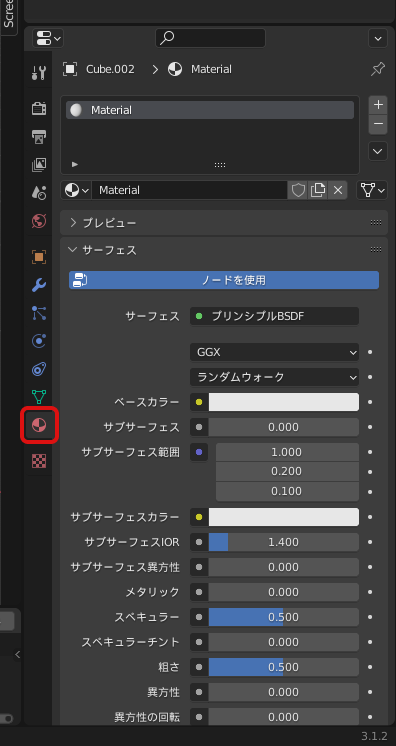 Scree
Cube.002 > Material
Material
Material
プレビュー
サーフェス
ノードを使用
サーフェス プリンシプルBSDF
GGX
ランダムウォーク
ベースカラー
サブサーフェス 0.000
サブサーフェス範囲 1.000
0.200
0.100
サブサーフェスカラー
サブサーフェスIOR 1.400
サブサーフェス異方性 0.000
メタリック 0.000
スペキュラー 0.500
スペキュラーチント 0.000
粗さ 0.500
異方性 0.000
異方性の回転 0.000
3.1.2